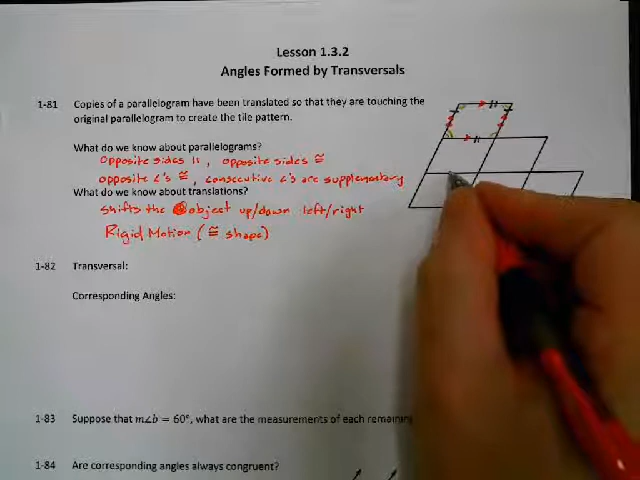 Lesson 1.3.2
Angles Formed by Transversals
1-81 Copies of a parallelogram have been translated so that they are touching the
original parallelogram to create the tile pattern.
What do we know about parallelograms?
opposite sides ||, opposite sides ≅
opposite ∠'s ≅, consecutive ∠'s are supplementary
What do we know about translations?
shifts the object up/down left/right
Rigid Motion (≅ shape)
1-82 Transversal:
Corresponding Angles:
1-83 Suppose that m∠b = 60°, what are the measurements of each remaining
1-84 Are corresponding angles always congruent?